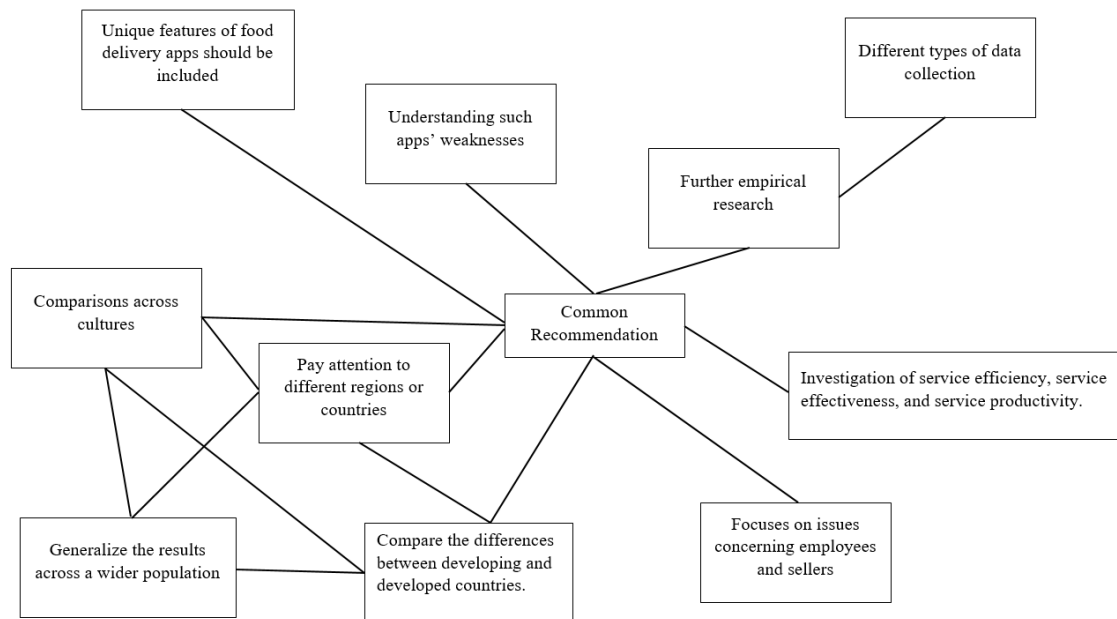 Unique features of food
delivery apps should be
included
Different types of data
collection
Understanding such
apps’ weaknesses
Further empirical
research
Comparisons across
cultures
Common
Recommendation
Pay attention to
different regions or
countries
Investigation of service efficiency, service
effectiveness, and service productivity.
Generalize the results
across a wider population
Compare the differences
between developing and
developed countries.
Focuses on issues
concerning employees
and sellers